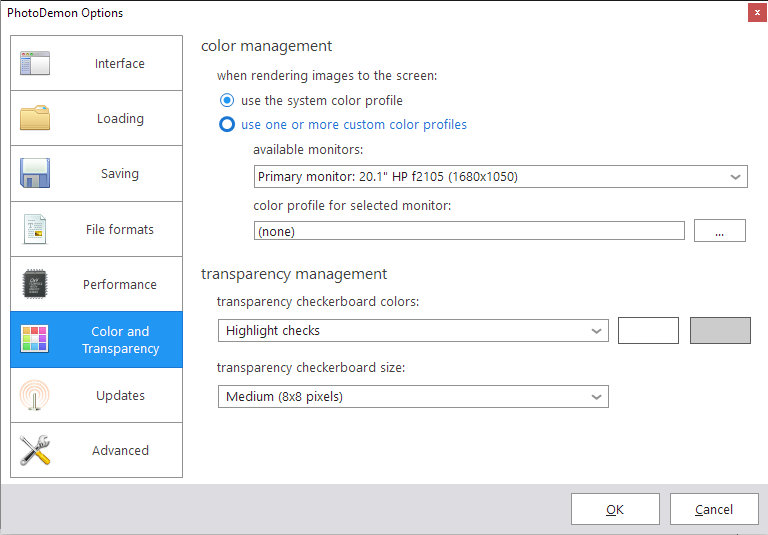 PhotoDemon Options
x
Interface
Loading
Saving
File formats
Performance
Color and
Transparency
Updates
Advanced
color management
when rendering images to the screen:
use the system color profile
use one or more custom color profiles
available monitors:
Primary monitor: 20.1" HP f2105 (1680x1050)
color profile for selected monitor:
(none)
...
transparency management
transparency checkerboard colors:
Highlight checks
transparency checkerboard size:
Medium (8x8 pixels)
OK
Cancel